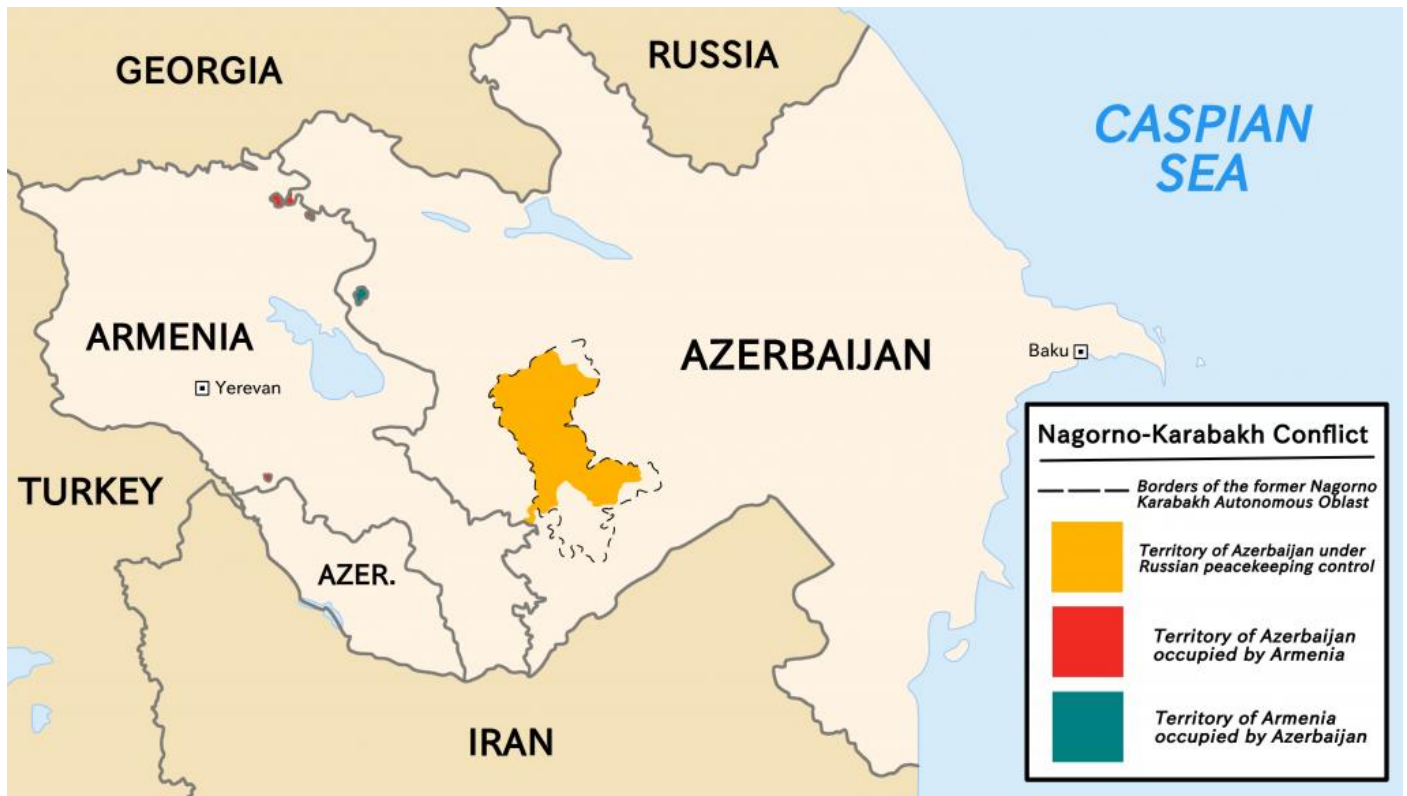 GEORGIA
RUSSIA
CASPIAN
SEA
ARMENIA
Yerevan
AZERBAIJAN
Baku
TURKEY
AZER.
IRAN
Nagorno-Karabakh Conflict
Borders of the former Nagorno
Karabakh Autonomous Oblast
Territory of Azerbaijan under
Russian peacekeeping control
Territory of Azerbaijan
occupied by Armenia
Territory of Armenia
occupied by Azerbaijan